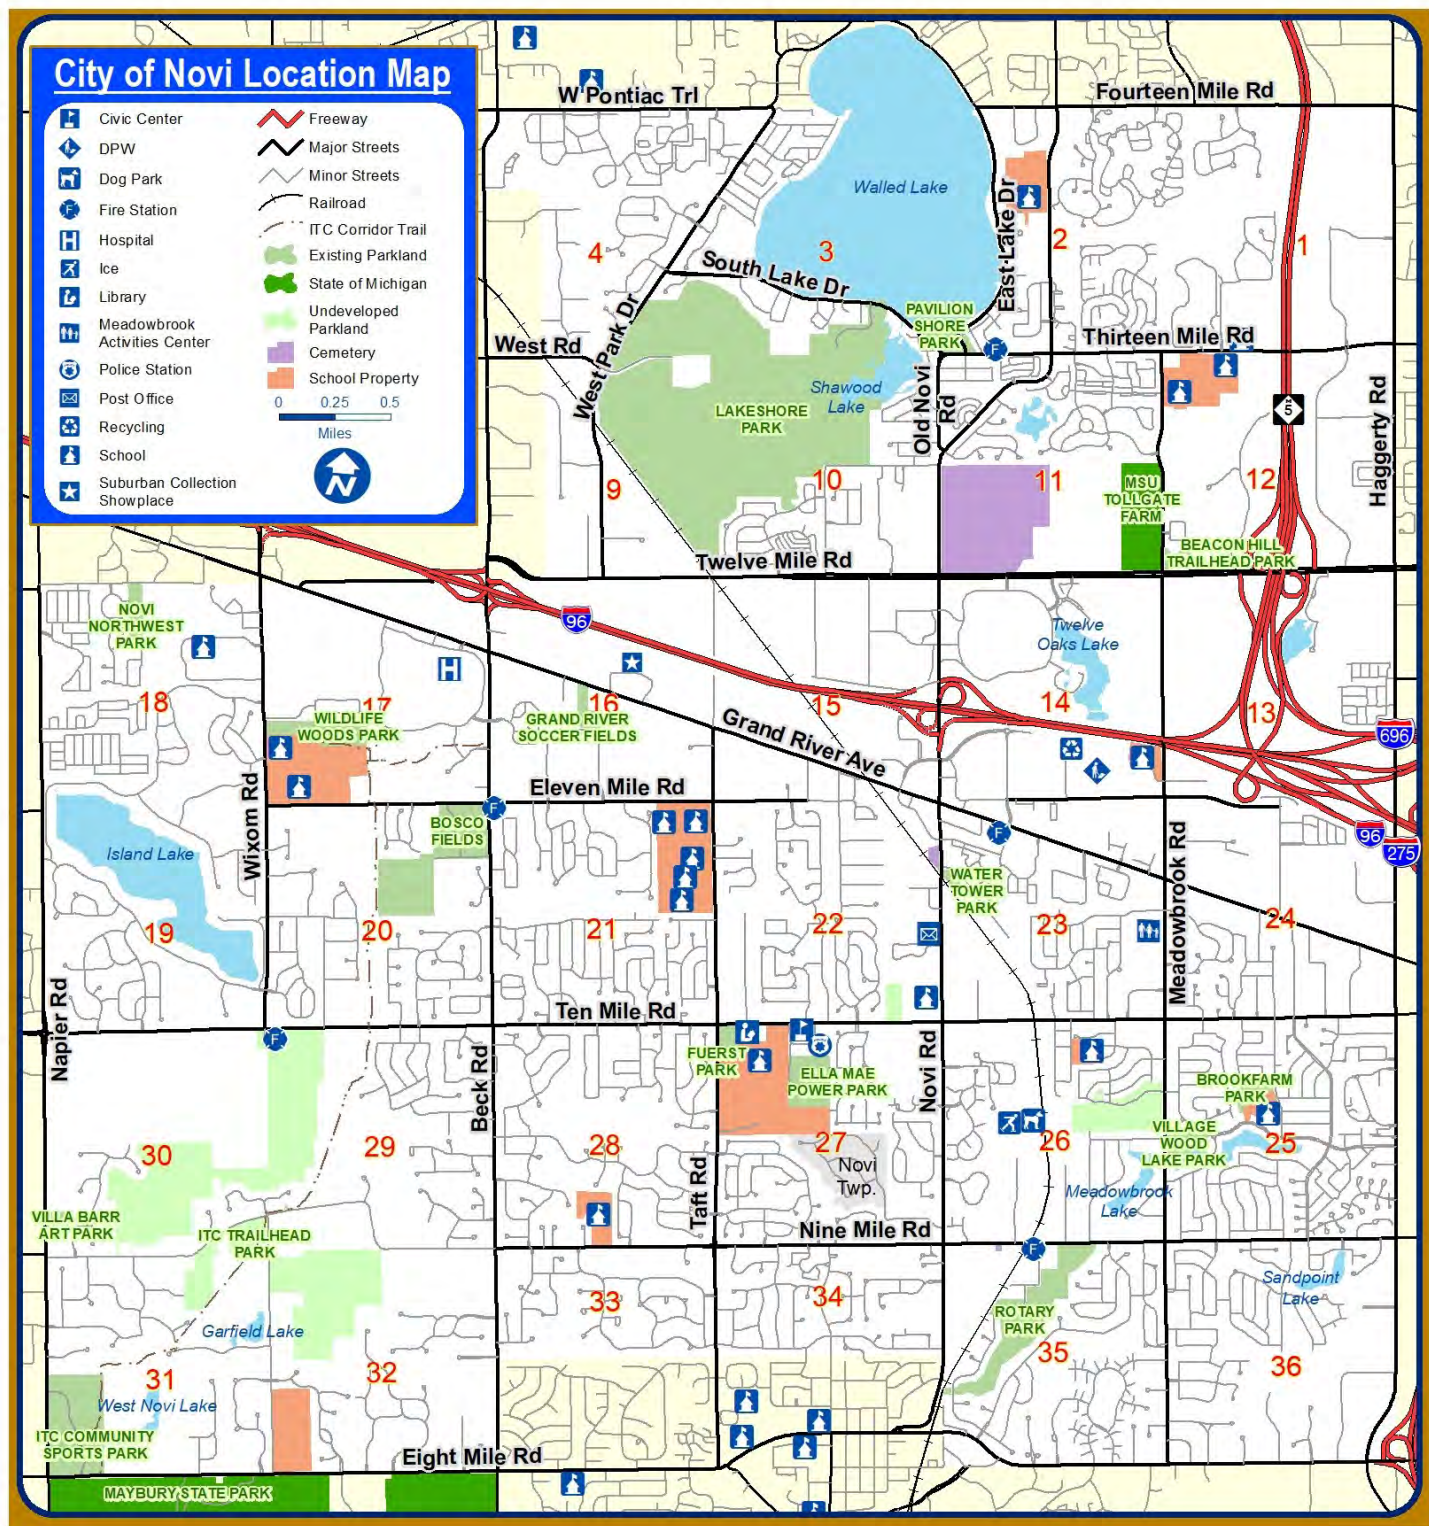 City of Novi Location Map
Civic Center
DPW
Dog Park
F
Fire Station
Hospital
Ice
Library
Meadowbrook
Activities Center
Police Station
Post Office
Recycling
School
Suburban Collection
Showplace
Freeway
Major Streets
Minor Streets
Railroad
ITC Corridor Trail
Existing Parkland
State of Michigan
Undeveloped
Parkland
Cemetery
School Property
0 0.25 0.5
Miles
N
W Pontiac Trl
Fourteen Mile Rd
Walled Lake
4
3
2
1
South Lake Dr
East Lake Dr
West Park Dr
West Rd
PAVILION
SHORE
PARK
F
Thirteen Mile Rd
Shawood
Lake
LAKESHORE
PARK
Old Novi
Rd
5
Haggerty Rd
9
10
11
12
MSU
TOLLGATE
FARM
BEACON HILL
TRAILHEAD PARK
Twelve Mile Rd
NOVI
NORTHWEST
PARK
96
H
Twelve
Oaks Lake
18
17
16
15
14
13
WILDLIFE
WOODS PARK
GRAND RIVER
SOCCER FIELDS
Grand River Ave
696
Eleven Mile Rd
Wixom Rd
BOSCO
FIELDS
F
F
96
275
Island Lake
WATER
TOWER
PARK
Meadowbrook Rd
19
20
21
22
23
24
Napier Rd
Ten Mile Rd
F
Beck Rd
FUERST
PARK
ELLA MAE
POWER PARK
Novi Rd
BROOKFARM
PARK
30
29
28
27
26
25
VILLAGE
WOOD
LAKE PARK
Novi
Twp.
Taft Rd
Meadowbrook
Lake
VILLA BARR
ART PARK
ITC TRAILHEAD
PARK
Nine Mile Rd
F
Sandpoint
Lake
33
34
ROTARY
PARK
35
36
Garfield Lake
31
32
West Novi Lake
ITC COMMUNITY
SPORTS PARK
Eight Mile Rd
MAYBURY STATE PARK